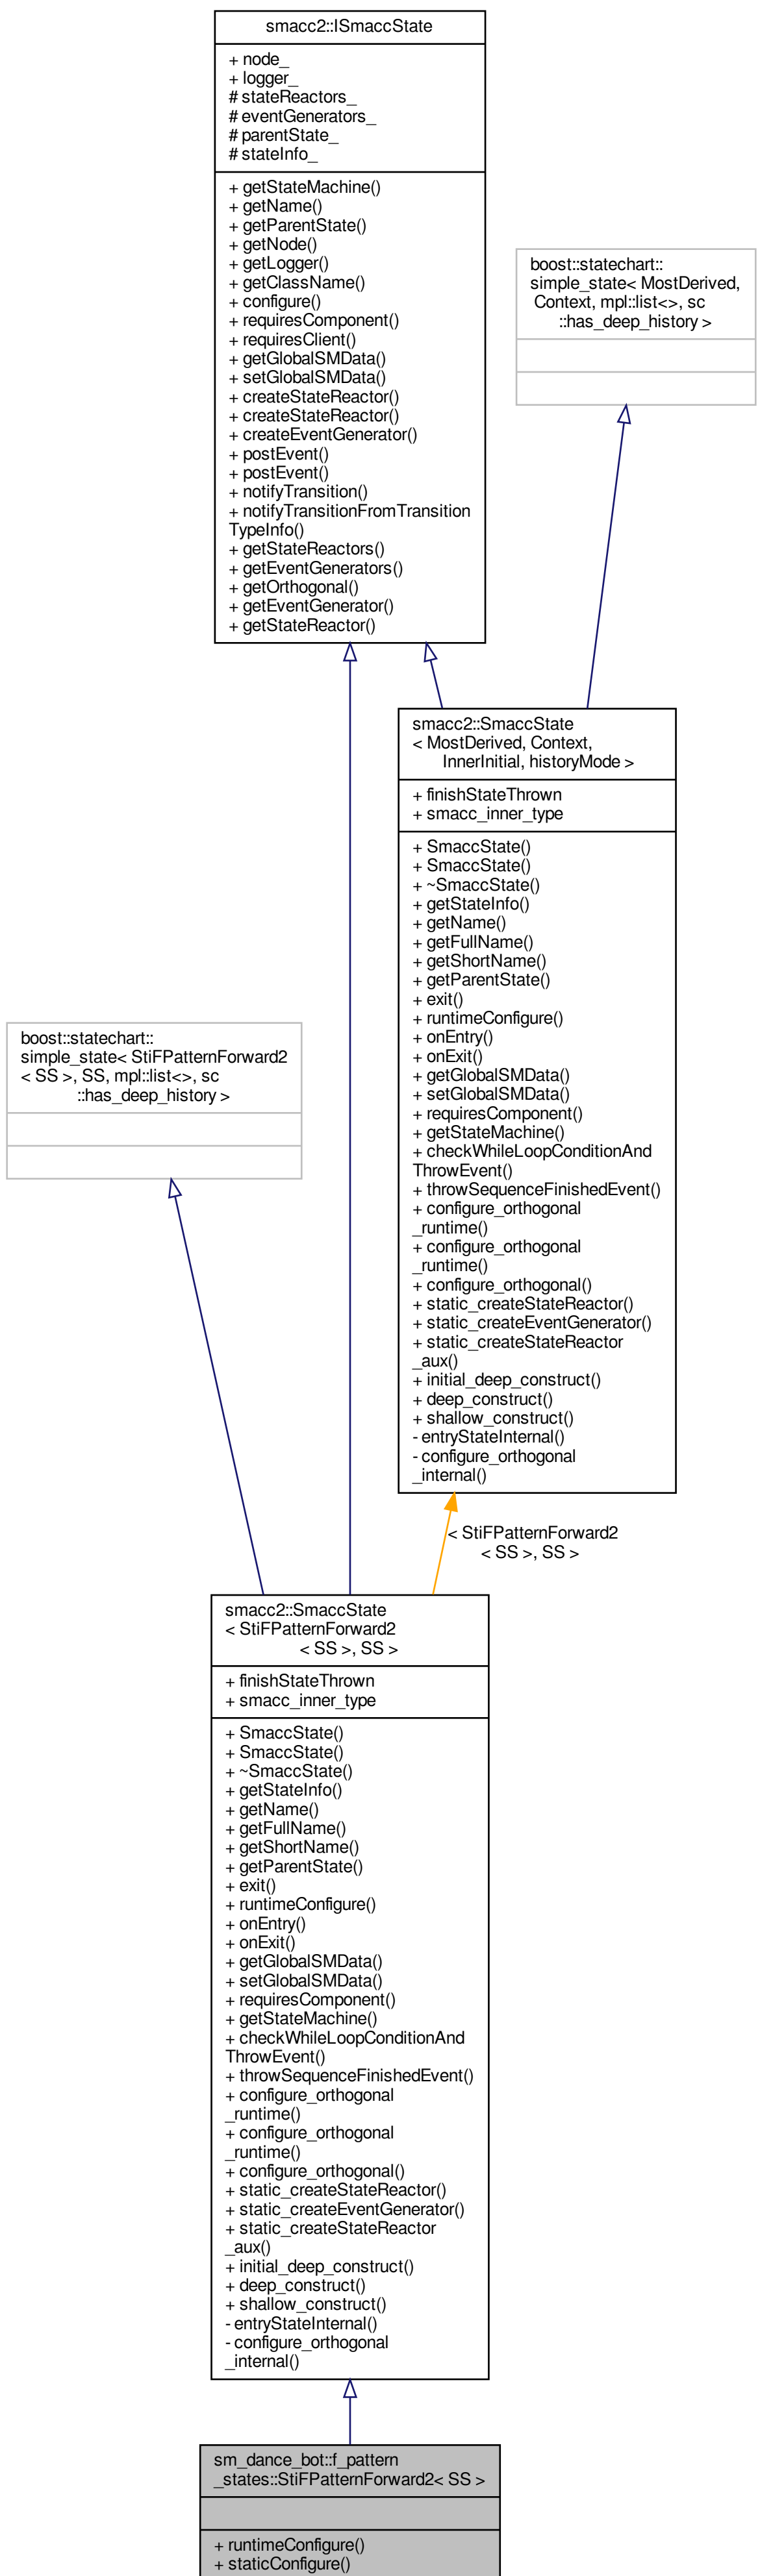 smacc2::ISmaccState
+ node_
+ logger_
# stateReactors_
# eventGenerators_
# parentState_
# stateInfo_
+ getStateMachine()
+ getName()
+ getParentState()
+ getNode()
+ getLogger()
+ getClassName()
+ configure()
+ requiresComponent()
+ requiresClient()
+ getGlobalSMData()
+ setGlobalSMData()
+ createStateReactor()
+ createStateReactor()
+ createEventGenerator()
+ postEvent()
+ postEvent()
+ notifyTransition()
+ notifyTransitionFromTransition
TypeInfo()
+ getStateReactors()
+ getEventGenerators()
+ getOrthogonal()
+ getEventGenerator()
+ getStateReactor()
boost::statechart::
simple_state< MostDerived,
Context, mpl::list<>, sc
::has_deep_history >
smacc2::SmaccState
< MostDerived, Context,
InnerInitial, historyMode >
+ finishStateThrown
+ smacc_inner_type
+ SmaccState()
+ SmaccState()
+ ~SmaccState()
+ getStateInfo()
+ getName()
+ getFullName()
+ getShortName()
+ getParentState()
+ exit()
+ runtimeConfigure()
+ onEntry()
+ onExit()
+ getGlobalSMData()
+ setGlobalSMData()
+ requiresComponent()
+ getStateMachine()
+ checkWhileLoopConditionAnd
ThrowEvent()
+ throwSequenceFinishedEvent()
+ configure_orthogonal
_runtime()
+ configure_orthogonal
_runtime()
+ configure_orthogonal()
+ static_createStateReactor()
+ static_createEventGenerator()
+ static_createStateReactor
_aux()
+ initial_deep_construct()
+ deep_construct()
+ shallow_construct()
- entryStateInternal()
- configure_orthogonal
_internal()
boost::statechart::
simple_state< StiFPatternForward2
< SS >, SS, mpl::list<>, sc
::has_deep_history >
< StiFPatternForward2
< SS >, SS >
smacc2::SmaccState
< StiFPatternForward2
< SS >, SS >
+ finishStateThrown
+ smacc_inner_type
+ SmaccState()
+ SmaccState()
+ ~SmaccState()
+ getStateInfo()
+ getName()
+ getFullName()
+ getShortName()
+ getParentState()
+ exit()
+ runtimeConfigure()
+ onEntry()
+ onExit()
+ getGlobalSMData()
+ setGlobalSMData()
+ requiresComponent()
+ getStateMachine()
+ checkWhileLoopConditionAnd
ThrowEvent()
+ throwSequenceFinishedEvent()
+ configure_orthogonal
_runtime()
+ configure_orthogonal
_runtime()
+ configure_orthogonal()
+ static_createStateReactor()
+ static_createEventGenerator()
+ static_createStateReactor
_aux()
+ initial_deep_construct()
+ deep_construct()
+ shallow_construct()
- entryStateInternal()
- configure_orthogonal
_internal()
sm_dance_bot::f_pattern
_states::StiFPatternForward2< SS >
+ runtimeConfigure()
+ staticConfigure()